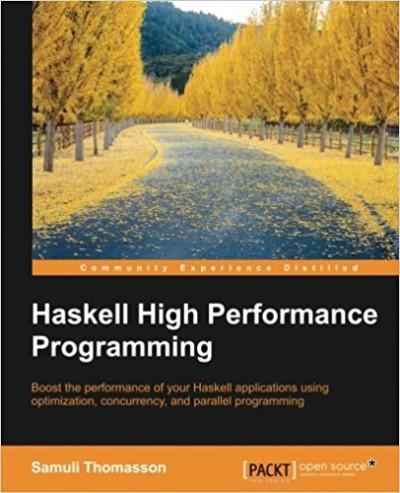 Community Experience Distilled
Haskell High Performance
Programming
Boost the performance of your Haskell applications using
optimization, concurrency, and parallel programming
Samuli Thomasson
[PACKT] open source*
PUBLISHING